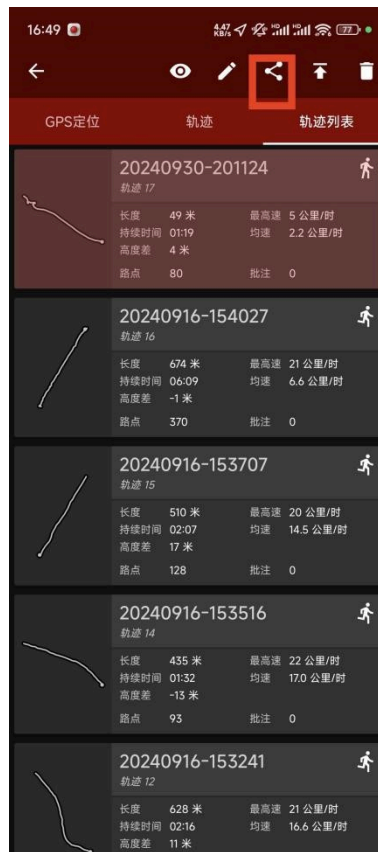 16:49 4.47 KB/s HD HD 77
GPS定位 轨迹 轨迹列表
20240930-201124
轨迹 17
长度 49 米 最高速 5 公里/时
持续时间 01:19 均速 2.2 公里/时
高度差 4 米
路点 80 批注 0
20240916-154027
轨迹 16
长度 674 米 最高速 21 公里/时
持续时间 06:09 均速 6.6 公里/时
高度差 -1 米
路点 370 批注 0
20240916-153707
轨迹 15
长度 510 米 最高速 20 公里/时
持续时间 02:07 均速 14.5 公里/时
高度差 17 米
路点 128 批注 0
20240916-153516
轨迹 14
长度 435 米 最高速 22 公里/时
持续时间 01:32 均速 17.0 公里/时
高度差 -13 米
路点 93 批注 0
20240916-153241
轨迹 12
长度 628 米 最高速 21 公里/时
持续时间 02:16 均速 16.6 公里/时
高度差 11 米